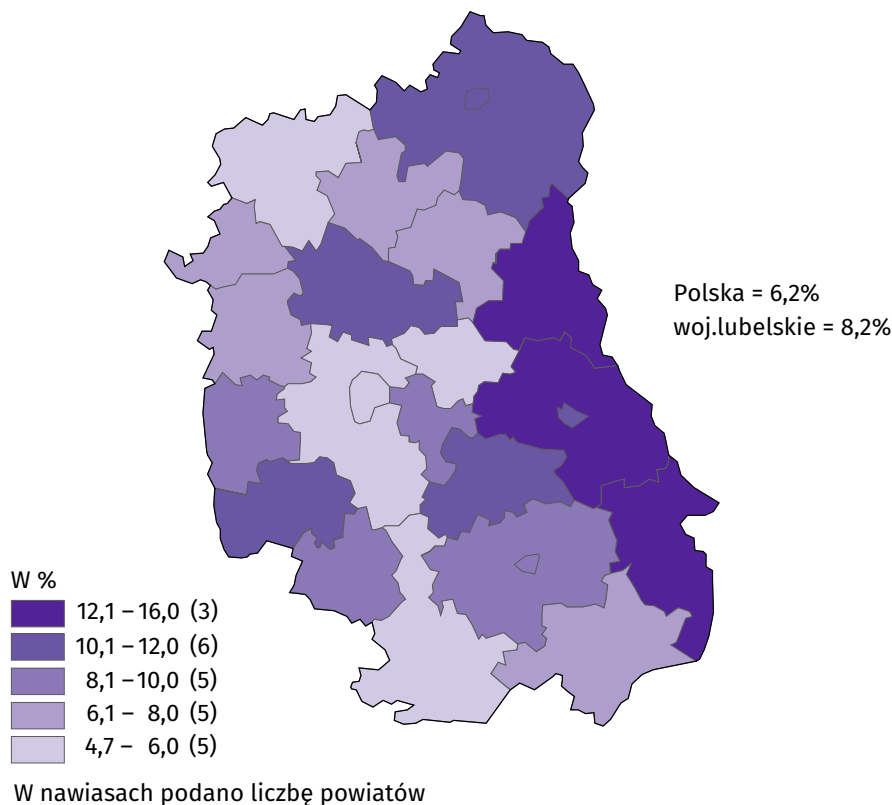 Polska = 6,2%
woj.lubelskie = 8,2%
W %
12,1 – 16,0 (3)
10,1 – 12,0 (6)
8,1 – 10,0 (5)
6,1 – 8,0 (5)
4,7 – 6,0 (5)
W nawiasach podano liczbę powiatów